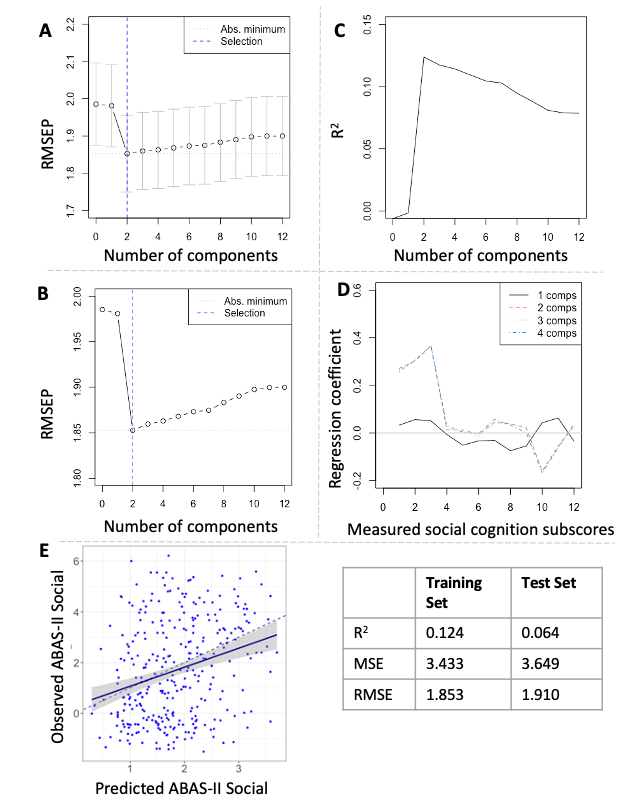 A
Abs. minimum
Selection
RMSEP
2.2
2.1
2.0
1.9
1.8
1.7
0 2 4 6 8 10 12
Number of components
C
R2
0.15
0.10
0.05
0.00
0 2 4 6 8 10 12
Number of components
B
Abs. minimum
Selection
RMSEP
2.00
1.95
1.90
1.85
1.80
0 2 4 6 8 10 12
Number of components
D
1 comps
2 comps
3 comps
4 comps
Regression coefficient
0.6
0.4
0.2
0.0
-0.2
0 2 4 6 8 10 12
Measured social cognition subscores
E
Observed ABAS-II Social
6
4
2
0
1 2 3
Predicted ABAS-II Social
Training Set Test Set
R2 0.124 0.064
MSE 3.433 3.649
RMSE 1.853 1.910